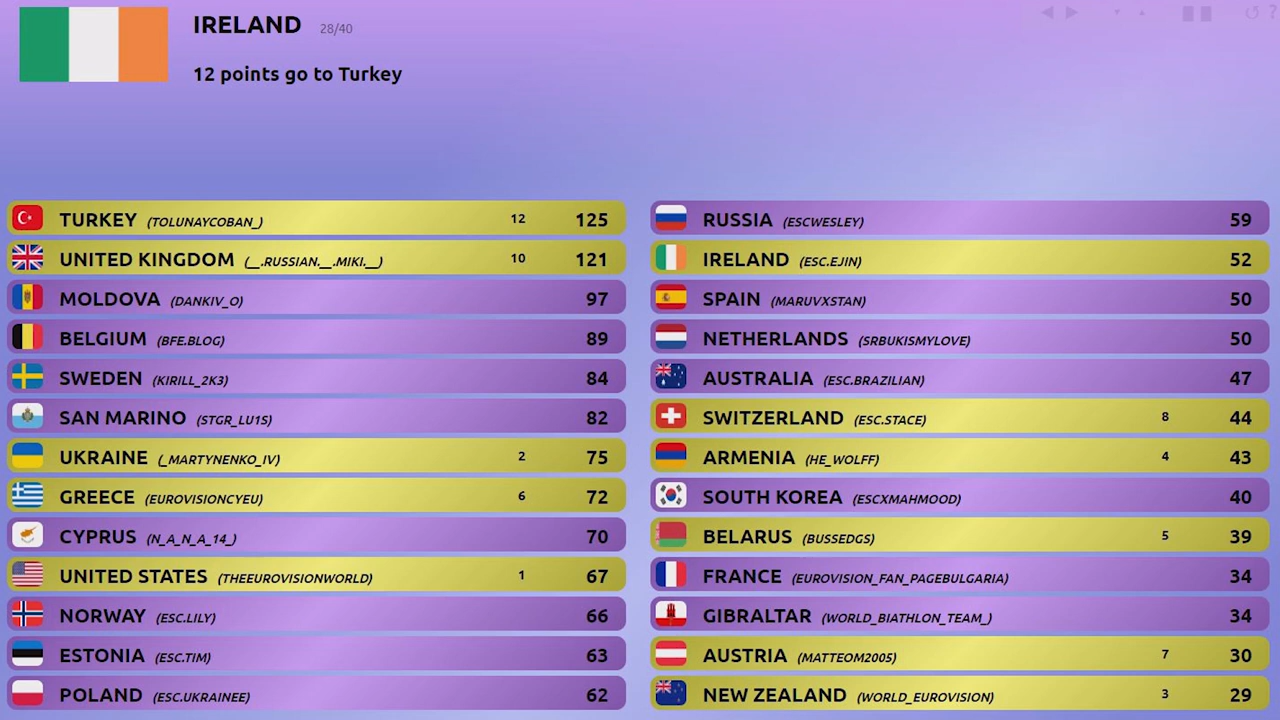 IRELAND 28/40
12 points go to Turkey
TURKEY (TOLUNAYCOBAN_) 12 125
UNITED KINGDOM (__.RUSSIAN.__.MIKI.__) 10 121
MOLDOVA (DANKIV_O) 97
BELGIUM (BFE.BLOG) 89
SWEDEN (KIRILL_2K3) 84
SAN MARINO (STGR_LU1S) 82
UKRAINE (_MARTYNENKO_IV) 2 75
GREECE (EUROVISIONCYEU) 6 72
CYPRUS (N_A_N_A_14_) 70
UNITED STATES (THEEUROVISIONWORLD) 1 67
NORWAY (ESC.LILY) 66
ESTONIA (ESC.TIM) 63
POLAND (ESC.UKRAINEE) 62
RUSSIA (ESCWESLEY) 59
IRELAND (ESC.EJIN) 52
SPAIN (MARUVXSTAN) 50
NETHERLANDS (SRBUKISMYLOVE) 50
AUSTRALIA (ESC.BRAZILIAN) 47
SWITZERLAND (ESC.STACE) 8 44
ARMENIA (HE_WOLFF) 4 43
SOUTH KOREA (ESCXMAHMOOD) 40
BELARUS (BUSSEDGS) 5 39
FRANCE (EUROVISION_FAN_PAGEBULGARIA) 34
GIBRALTAR (WORLD_BIATHLON_TEAM_) 34
AUSTRIA (MATTEOM2005) 7 30
NEW ZEALAND (WORLD_EUROVISION) 3 29